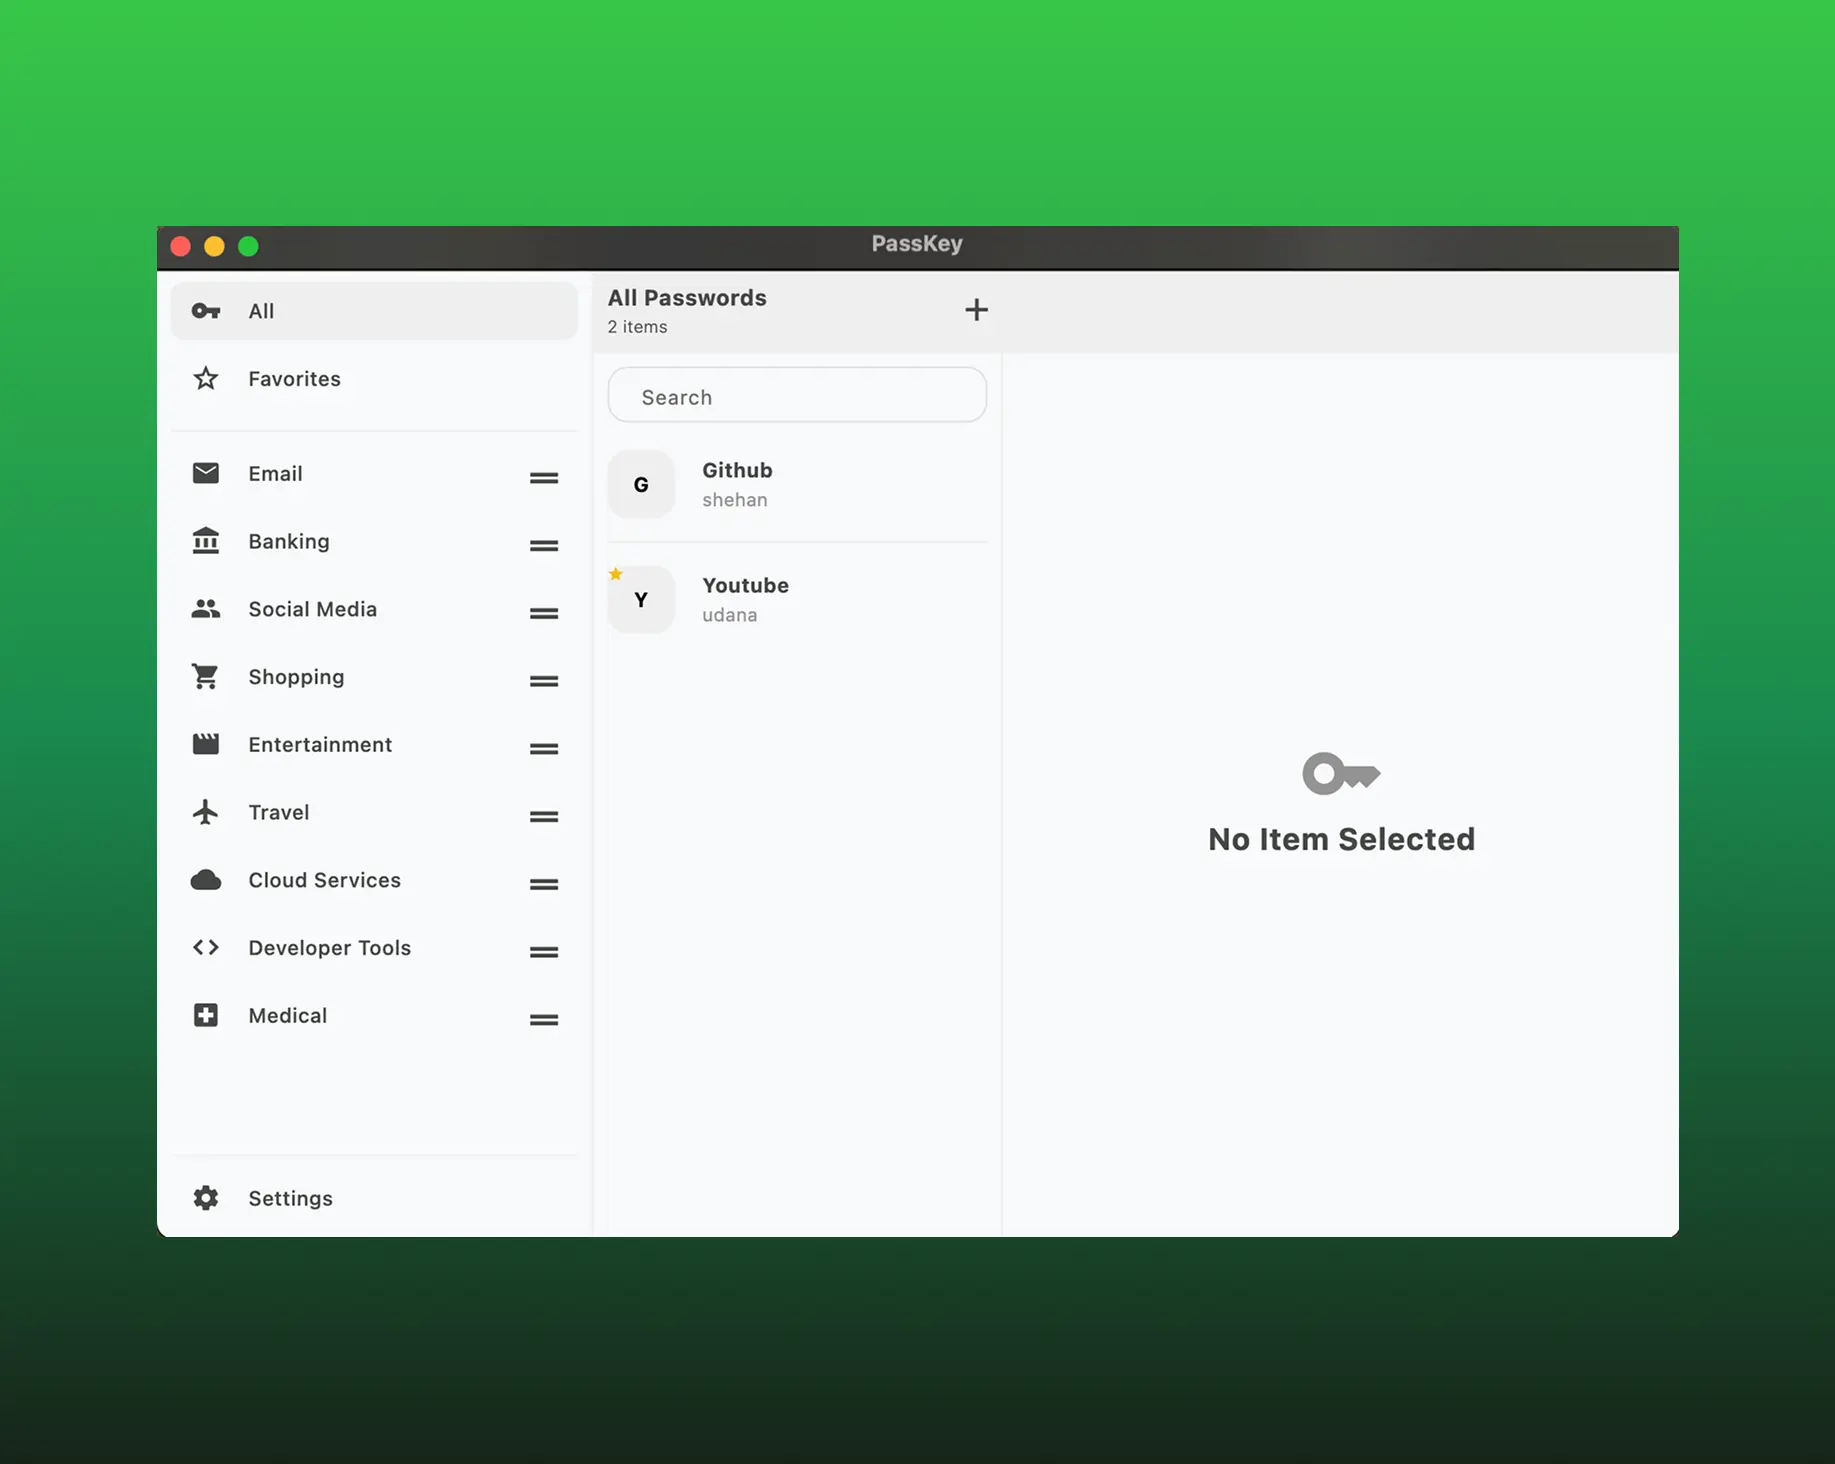 PassKey
All
Favorites
Email
Banking
Social Media
Shopping
Entertainment
Travel
Cloud Services
Developer Tools
Medical
Settings
All Passwords
2 items
Search
G
Github
shehan
Y
Youtube
udana
No Item Selected